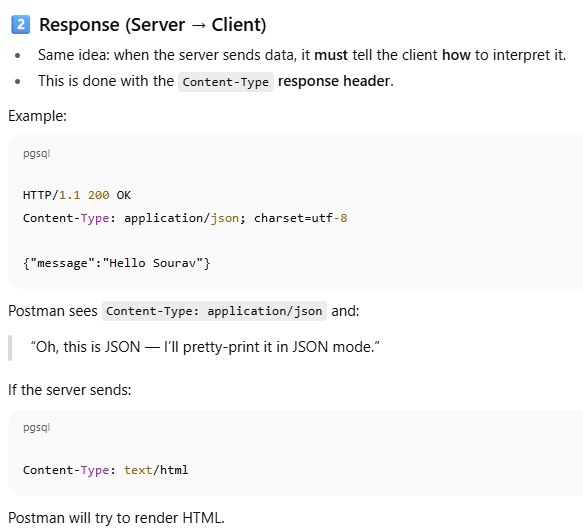 2 Response (Server → Client)
• Same idea: when the server sends data, it must tell the client how to interpret it.
• This is done with the Content-Type response header.
Example:
pgsql
HTTP/1.1 200 OK
Content-Type: application/json; charset=utf-8
{"message":"Hello Sourav"}
Postman sees Content-Type: application/json and:
“Oh, this is JSON — I’ll pretty-print it in JSON mode.”
If the server sends:
pgsql
Content-Type: text/html
Postman will try to render HTML.